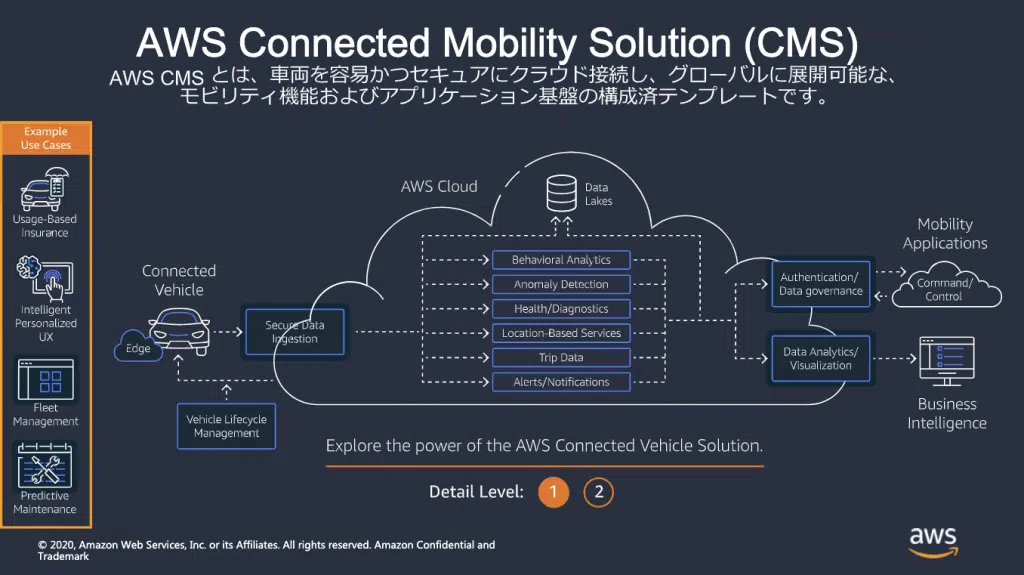 AWS Connected Mobility Solution (CMS)
AWS CMS とは、車両を容易かつセキュアにクラウド接続し、グローバルに展開可能な、
モビリティ機能およびアプリケーション基盤の構成済テンプレートです。
Example
Use Cases
Usage-Based
Insurance
Intelligent
Personalized
UX
Fleet
Management
Predictive
Maintenance
Connected
Vehicle
Edge
Secure Data
Ingestion
Vehicle Lifecycle
Management
AWS Cloud
Data
Lakes
Behavioral Analytics
Anomaly Detection
Health/Diagnostics
Location-Based Services
Trip Data
Alerts/Notifications
Authentication/
Data governance
Data Analytics/
Visualization
Mobility
Applications
Command/
Control
Business
Intelligence
Explore the power of the AWS Connected Vehicle Solution.
Detail Level: 1 2
© 2020, Amazon Web Services, Inc. or its Affiliates. All rights reserved. Amazon Confidential and
Trademark
aws